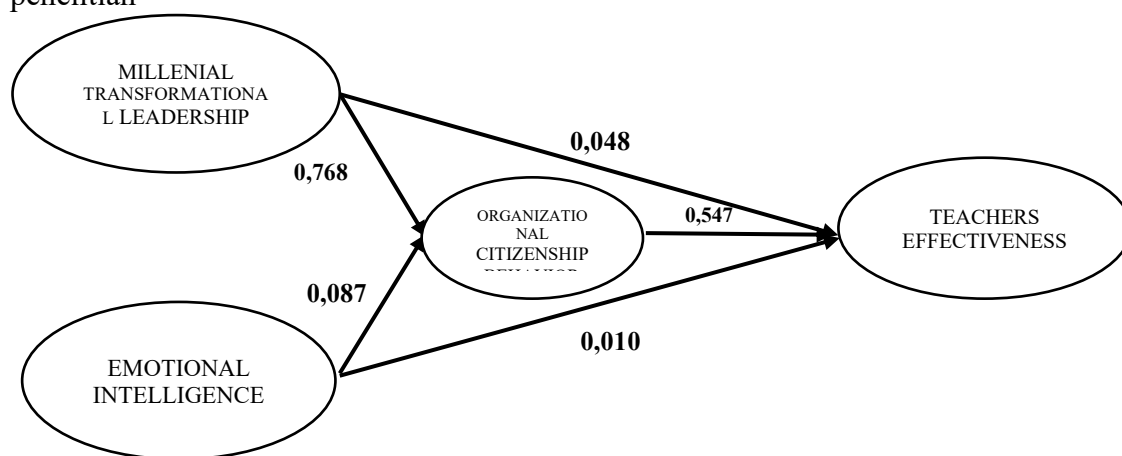 penelitian
MILLENIAL
TRANSFORMATIONA
L LEADERSHIP
0,048
0,768
ORGANIZATIO
NAL
CITIZENSHIP
0,547
TEACHERS
EFFECTIVENESS
0,087
0,010
EMOTIONAL
INTELLIGENCE